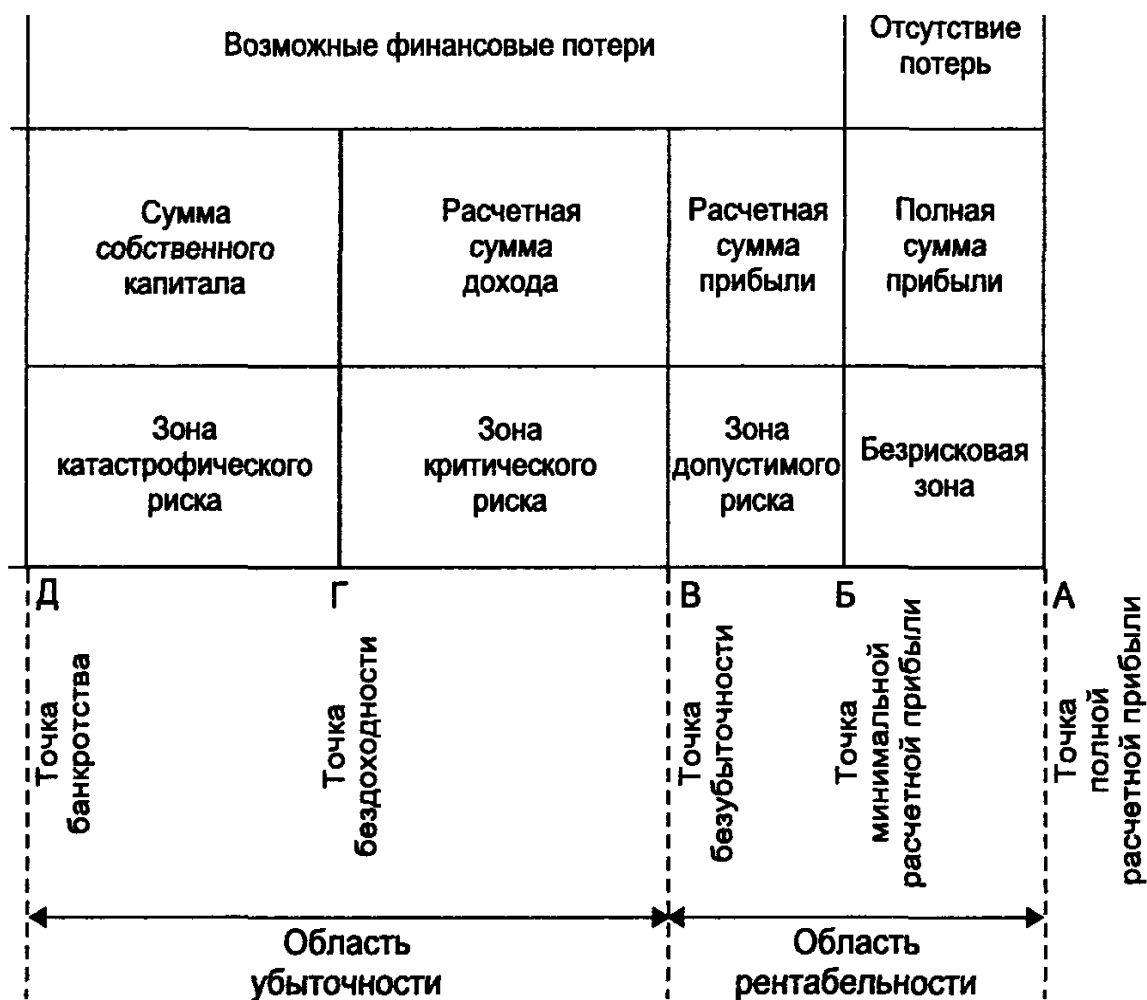 Возможные финансовые потери
Отсутствие
потерь
Сумма
собственного
капитала
Расчетная
сумма
дохода
Расчетная
сумма
прибыли
Полная
сумма
прибыли
Зона
катастрофического
риска
Зона
критического
риска
Зона
допустимого
риска
Безрисковая
зона
Д
Г
В
Б
А
Точка
банкротства
Точка
бездоходности
Точка
безубыточности
Точка
минимальной
расчетной прибыли
Точка
полной
расчетной прибыли
Область
убыточности
Область
рентабельности